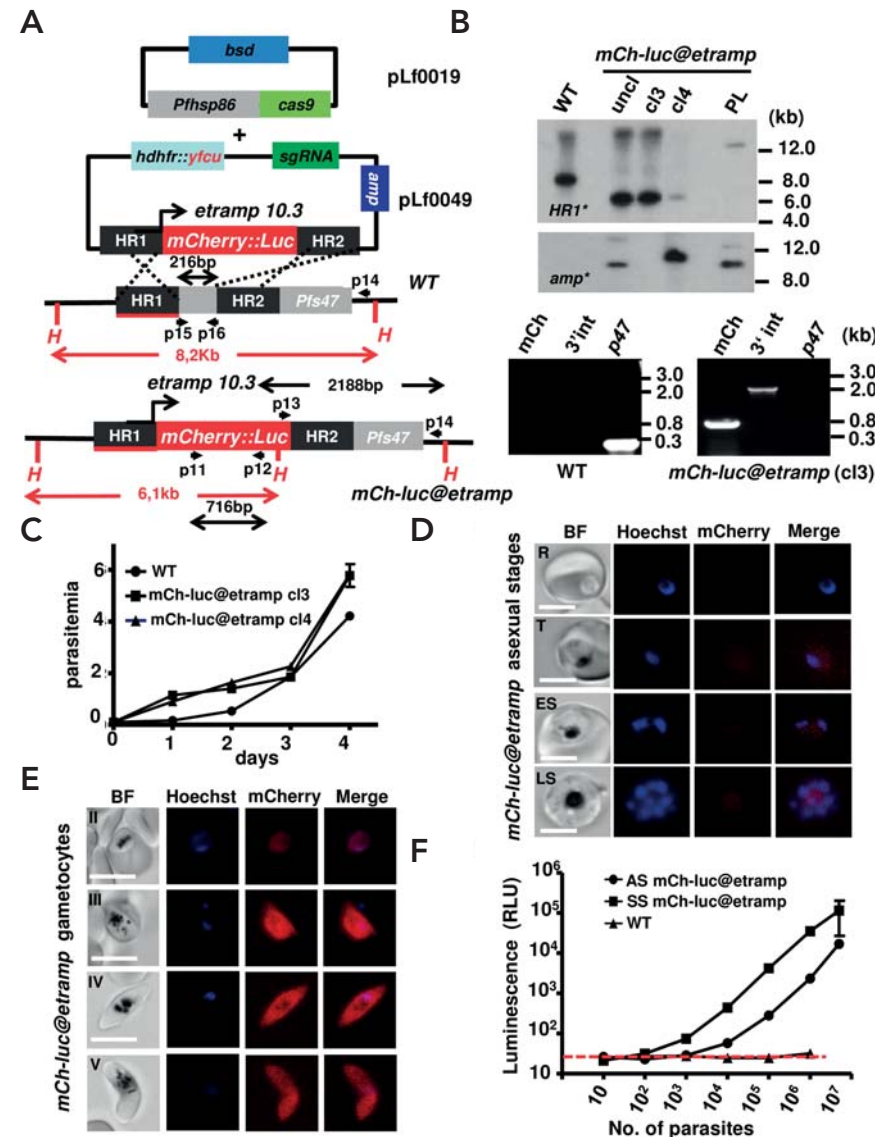 A
bsd
pLf0019
Pfhsp86 cas9
+
hdhfr::yfcu sgRNA
amp
pLf0049
etramp 10.3
HR1 mCherry::Luc HR2
216bp
WT
HR1 HR2 Pfs47 p14
H p15 p16 H
8,2Kb
etramp 10.3 2188bp
p13
HR1 mCherry::Luc HR2 Pfs47 p14
H p11 p12 H H
6,1kb mCh-luc@etramp
716bp
B
mCh-luc@etramp
WT uncl cl3 cl4 PL (kb)
12.0
8.0
6.0
4.0
HR1*
12.0
8.0
amp*
mCh 3'int p47 mCh 3' int p47 (kb)
3.0 3.0
2.0 2.0
0.8 0.8
0.3 0.3
WT mCh-luc@etramp (cl3)
C
parasitemia
6
4
2
0
WT
mCh-luc@etramp cl3
mCh-luc@etramp cl4
0 1 2 3 4
days
D
BF Hoechst mCherry Merge
mCh-luc@etramp asexual stages
R
T
ES
LS
E
BF Hoechst mCherry Merge
mCh-luc@etramp gametocytes
II
III
IV
V
F
Luminescence (RLU)
10⁶
10⁵
10⁴
10³
10²
10
AS mCh-luc@etramp
SS mCh-luc@etramp
WT
10 10² 10³ 10⁴ 10⁵ 10⁶ 10⁷
No. of parasites